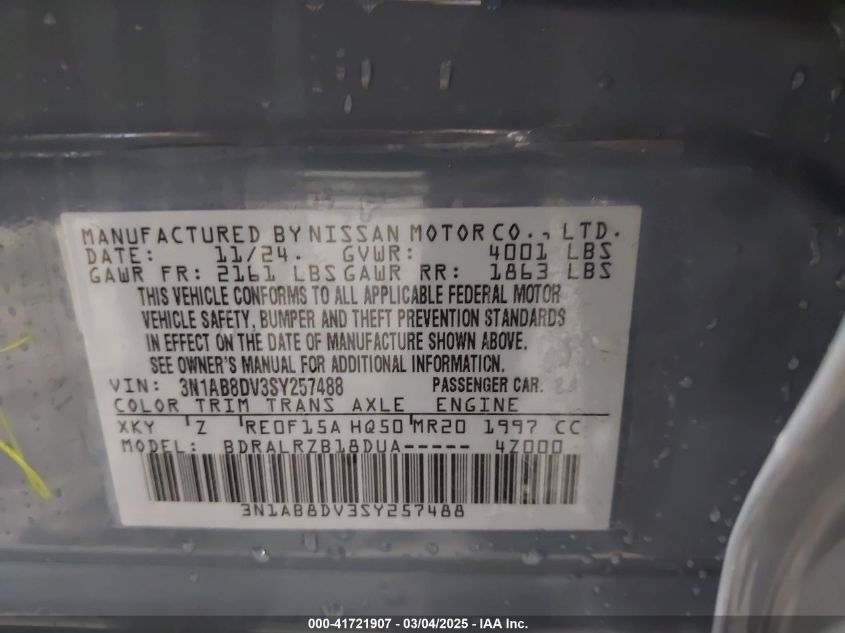 MANUFACTURED BY NISSAN MOTOR CO., LTD.
DATE: 11/24. GVWR: 4001 LBS
GAWR FR: 2161 LBS GAWR RR: 1863 LBS
THIS VEHICLE CONFORMS TO ALL APPLICABLE FEDERAL MOTOR
VEHICLE SAFETY, BUMPER AND THEFT PREVENTION STANDARDS
IN EFFECT ON THE DATE OF MANUFACTURE SHOWN ABOVE.
SEE OWNER'S MANUAL FOR ADDITIONAL INFORMATION.
VIN: 3N1AB8DV3SY257488 PASSENGER CAR.
COLOR TRIM TRANS AXLE ENGINE
XKY Z RE0F15A HQ50 MR20 1997 CC
MODEL: BDRALRZB18DUA----- 4Z000
3N1AB8DV3SY257488
000-41721907 - 03/04/2025 - IAA Inc.